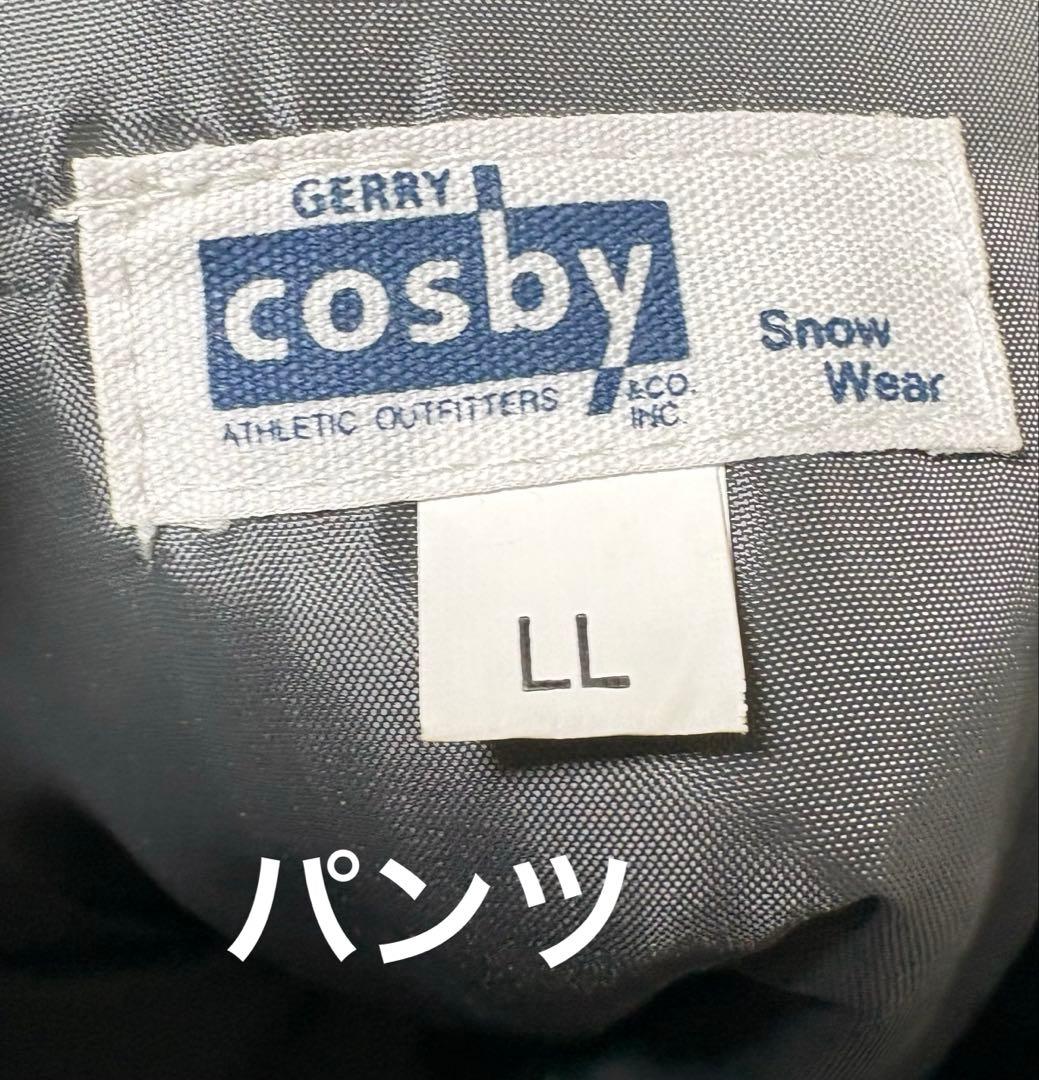 GERRY
cosby
ATHLETIC OUTFITTERS &CO.
INC.
Snow
Wear
LL
パンツ